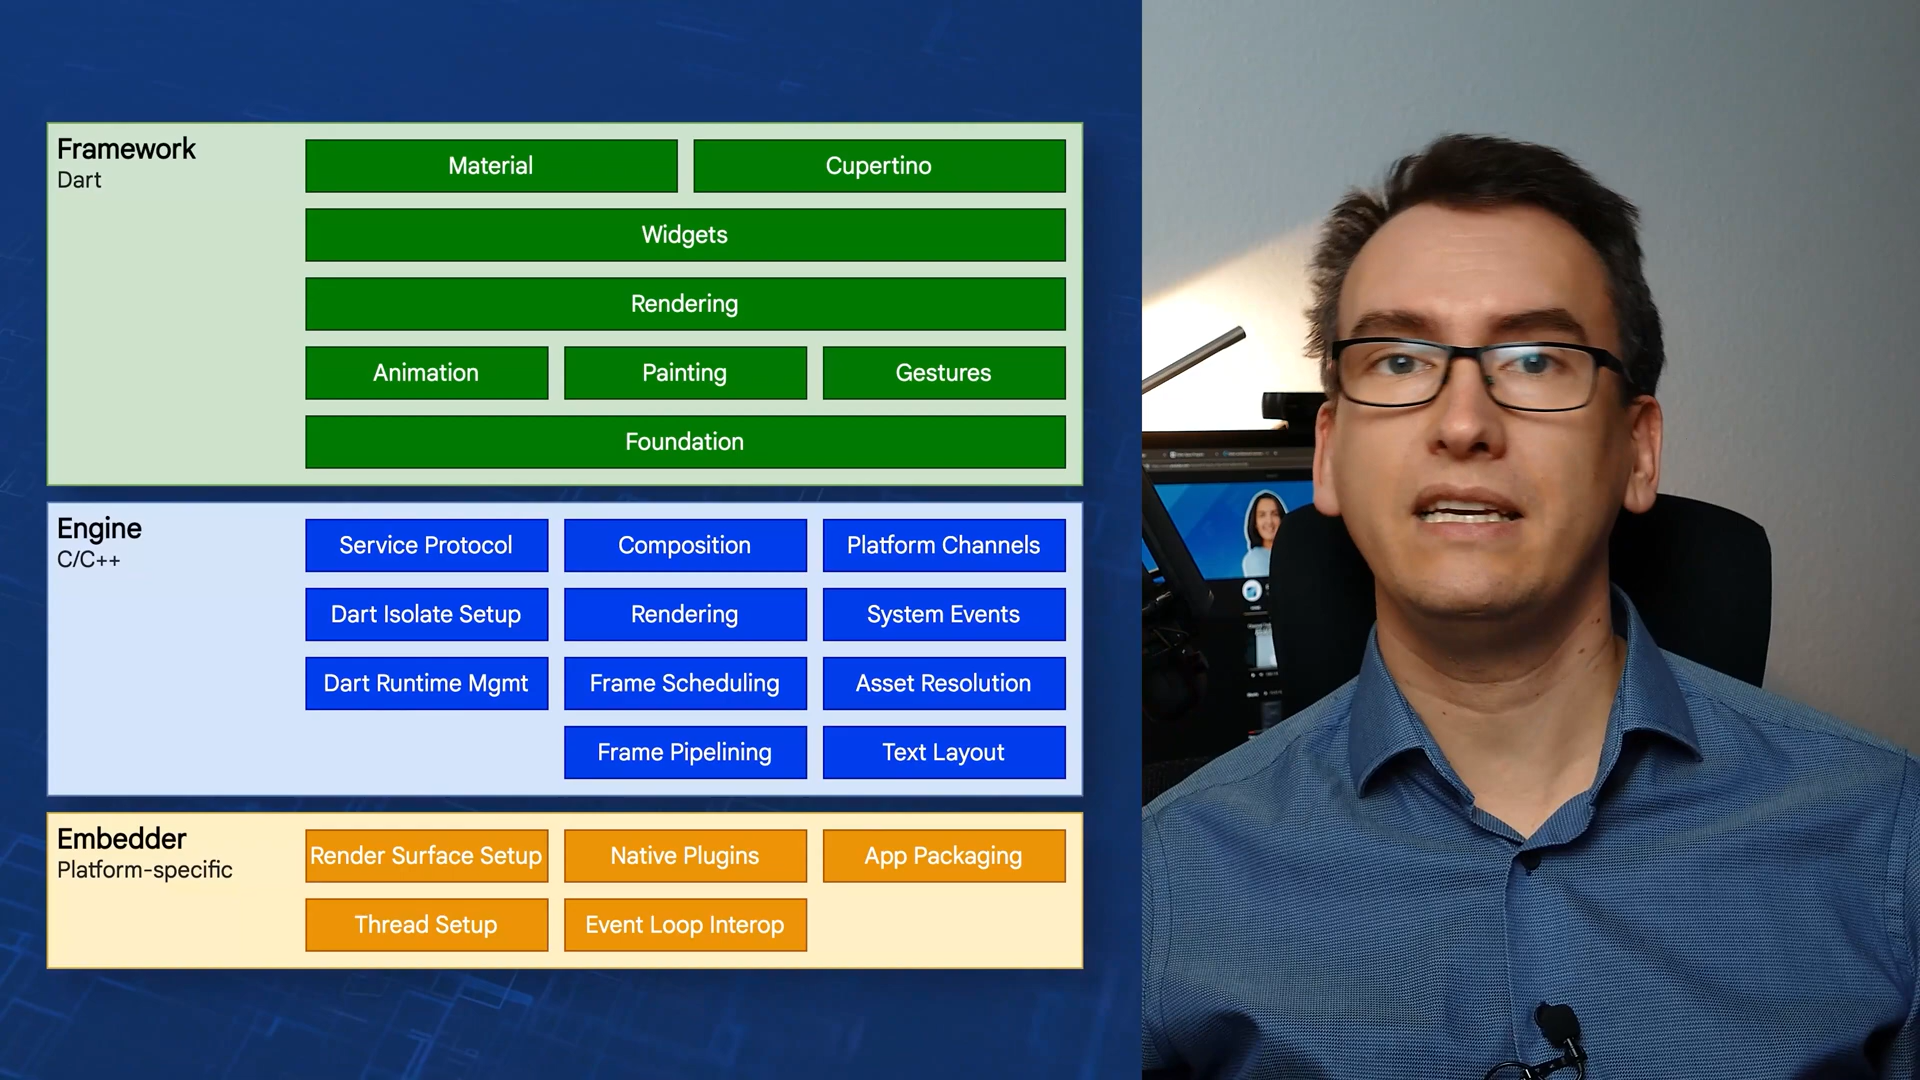 Framework
Dart
Material
Cupertino
Widgets
Rendering
Animation
Painting
Gestures
Foundation
Engine
C/C++
Service Protocol
Composition
Platform Channels
Dart Isolate Setup
Rendering
System Events
Dart Runtime Mgmt
Frame Scheduling
Asset Resolution
Frame Pipelining
Text Layout
Embedder
Platform-specific
Render Surface Setup
Native Plugins
App Packaging
Thread Setup
Event Loop Interop